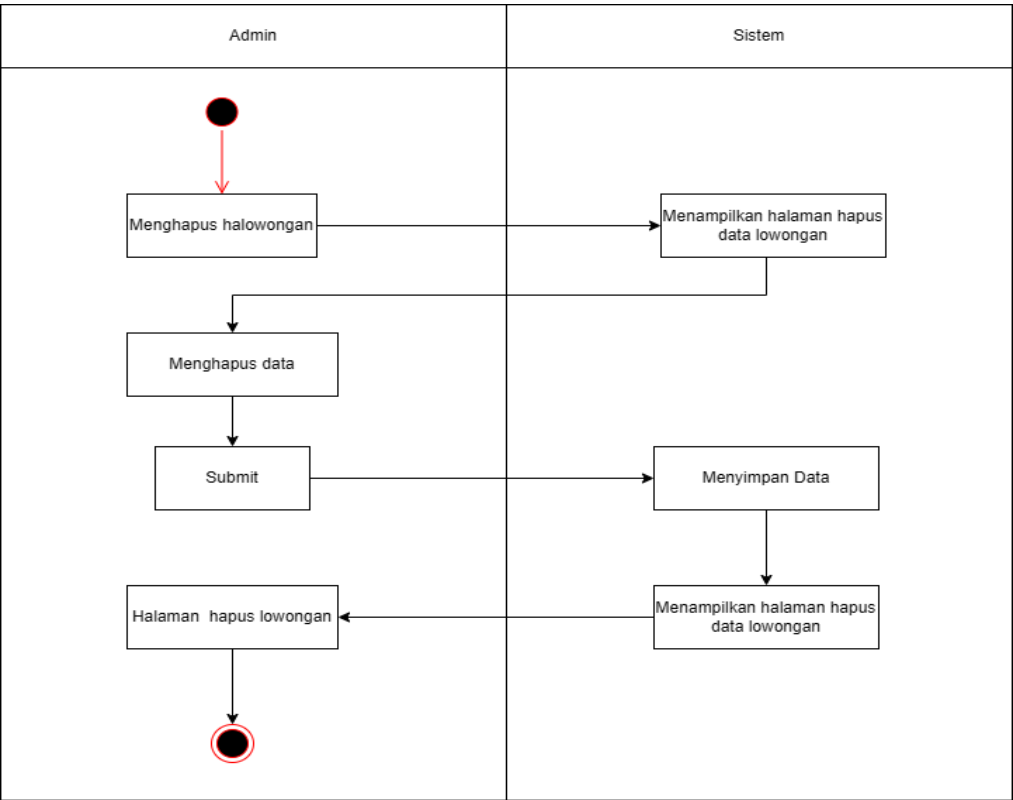 Admin
Sistem
Menghapus halowongan
Menampilkan halaman hapus
data lowongan
Menghapus data
Submit
Menyimpan Data
Halaman  hapus lowongan
Menampilkan halaman hapus
data lowongan